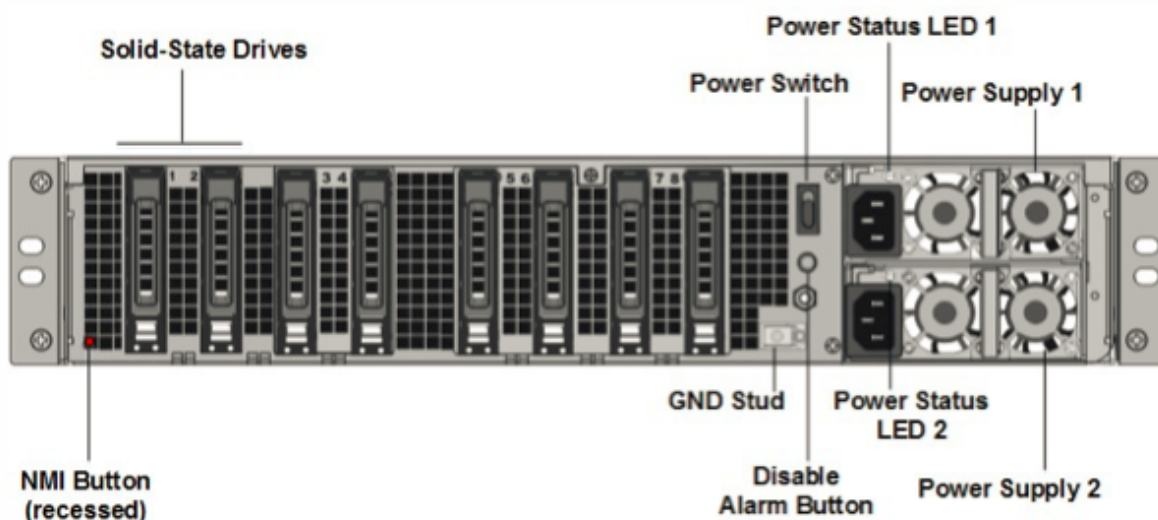 Power Status LED 1
Solid-State Drives
Power Switch
Power Supply 1
1 2
3 4
5 6
7 8
GND Stud
Power Status
LED 2
NMI Button
(recessed)
Disable
Alarm Button
Power Supply 2